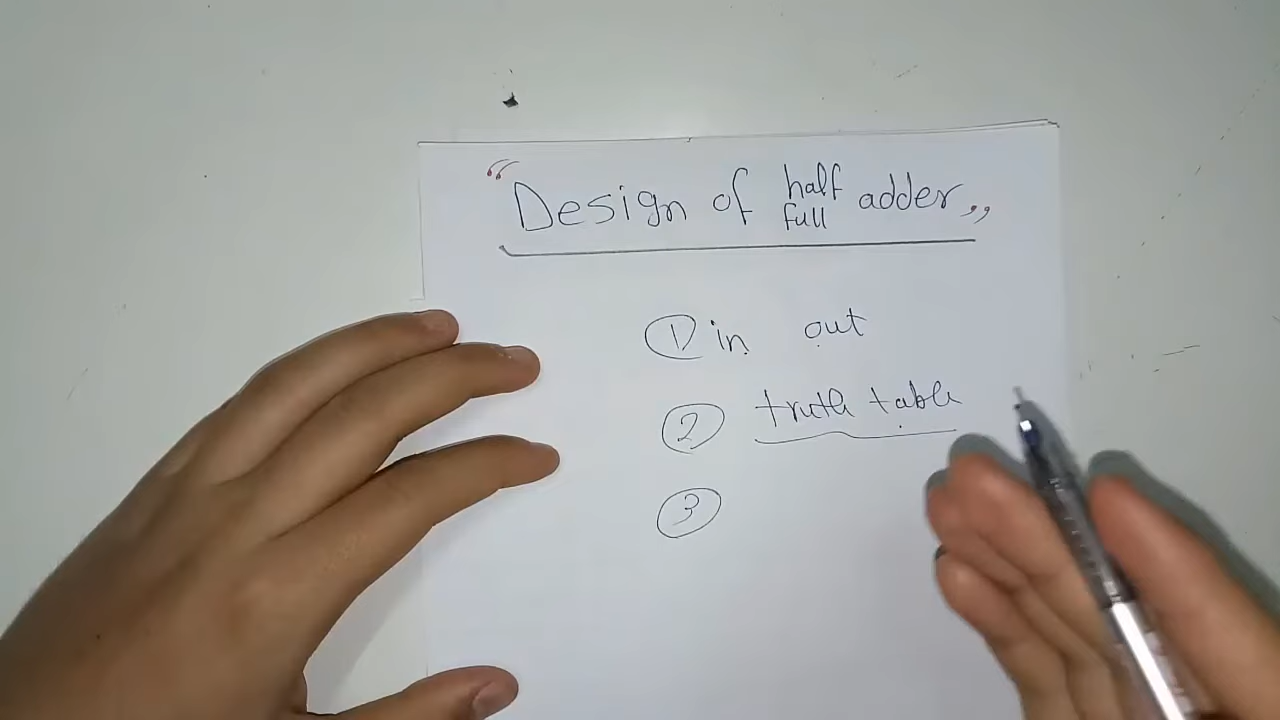 “Design of half full adder”
① in out
② truth table
③